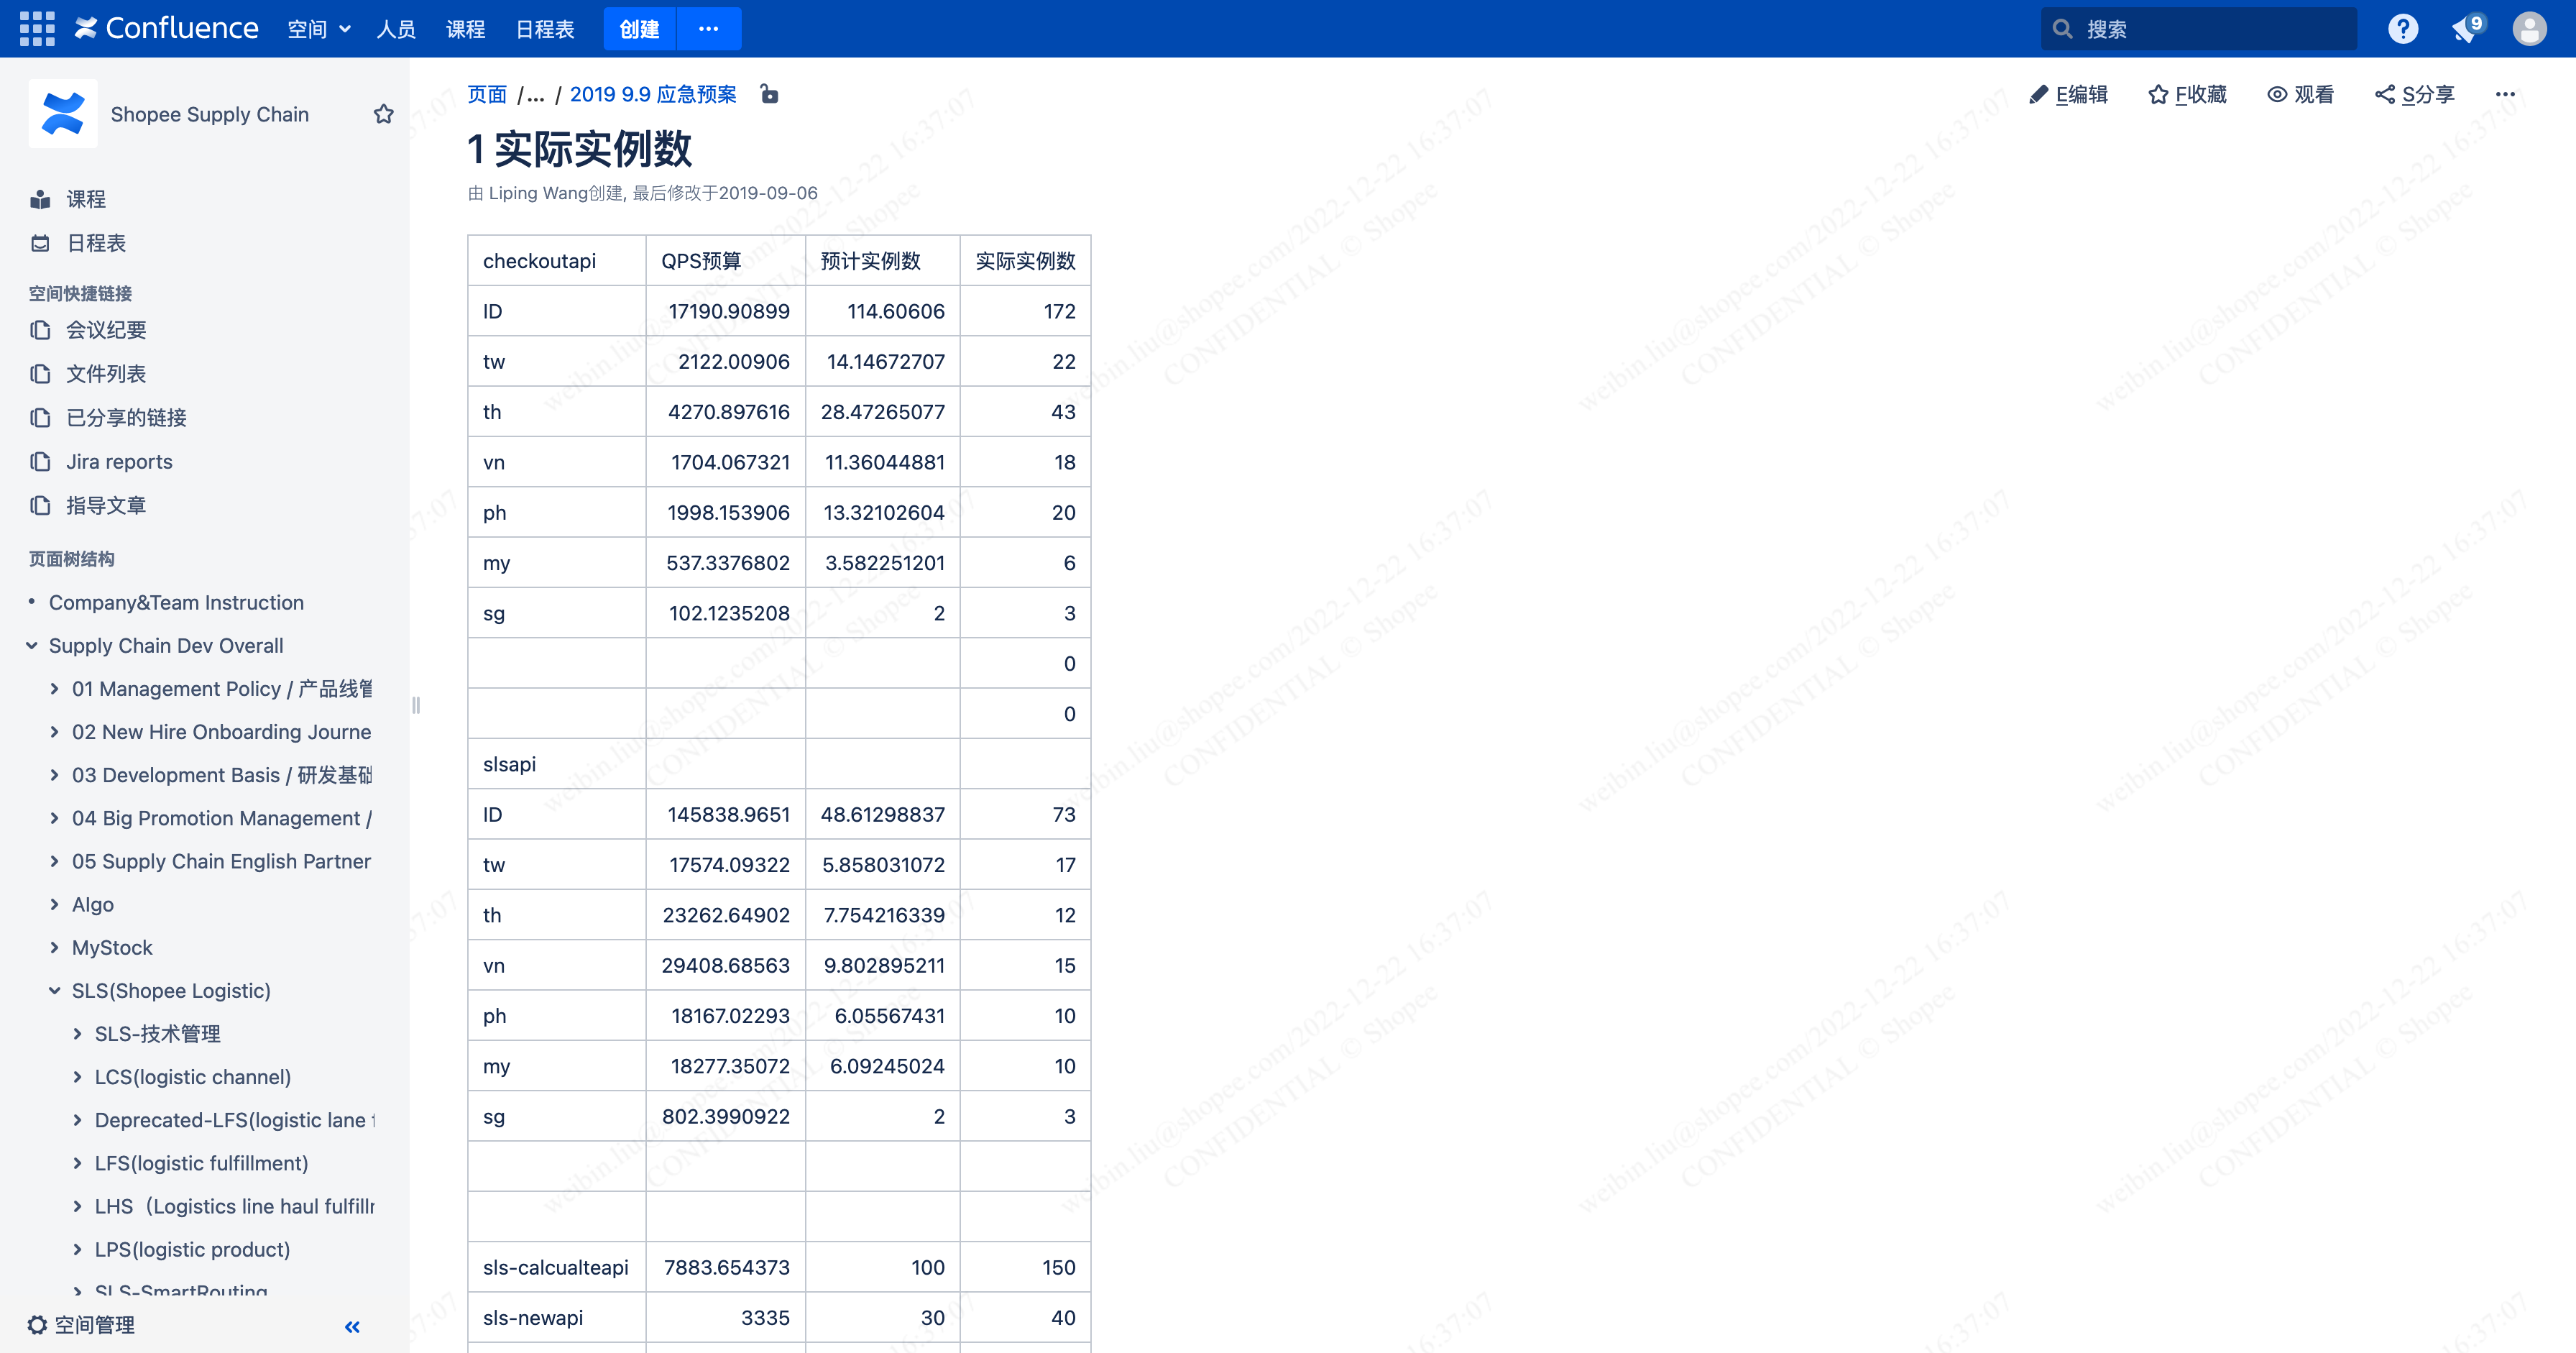 Confluence 空间 人员 课程 日程表 创建 ··· 搜索 9
Shopee Supply Chain
课程
日程表
空间快捷链接
会议纪要
文件列表
已分享的链接
Jira reports
指导文章
页面树结构
• Company&Team Instruction
Supply Chain Dev Overall
01 Management Policy / 产品线管
02 New Hire Onboarding Journe
03 Development Basis / 研发基础
04 Big Promotion Management /
05 Supply Chain English Partner
Algo
MyStock
SLS(Shopee Logistic)
SLS-技术管理
LCS(logistic channel)
Deprecated-LFS(logistic lane f
LFS(logistic fulfillment)
LHS（Logistics line haul fulfillr
LPS(logistic product)
SLS-SmartRouting
空间管理
页面 /... / 2019 9.9 应急预案
E编辑 F收藏 观看 S分享 ···
1 实际实例数
由 Liping Wang创建, 最后修改于2019-09-06
checkoutapi QPS预算 预计实例数 实际实例数
ID 17190.90899 114.60606 172
tw 2122.00906 14.14672707 22
th 4270.897616 28.47265077 43
vn 1704.067321 11.36044881 18
ph 1998.153906 13.32102604 20
my 537.3376802 3.582251201 6
sg 102.1235208 2 3
0
0
slsapi
ID 145838.9651 48.61298837 73
tw 17574.09322 5.858031072 17
th 23262.64902 7.754216339 12
vn 29408.68563 9.802895211 15
ph 18167.02293 6.05567431 10
my 18277.35072 6.09245024 10
sg 802.3990922 2 3
sls-calcualteapi 7883.654373 100 150
sls-newapi 3335 30 40
weibin.liu@shopee.com/2022-12-22 16:37:07
CONFIDENTIAL © Shopee